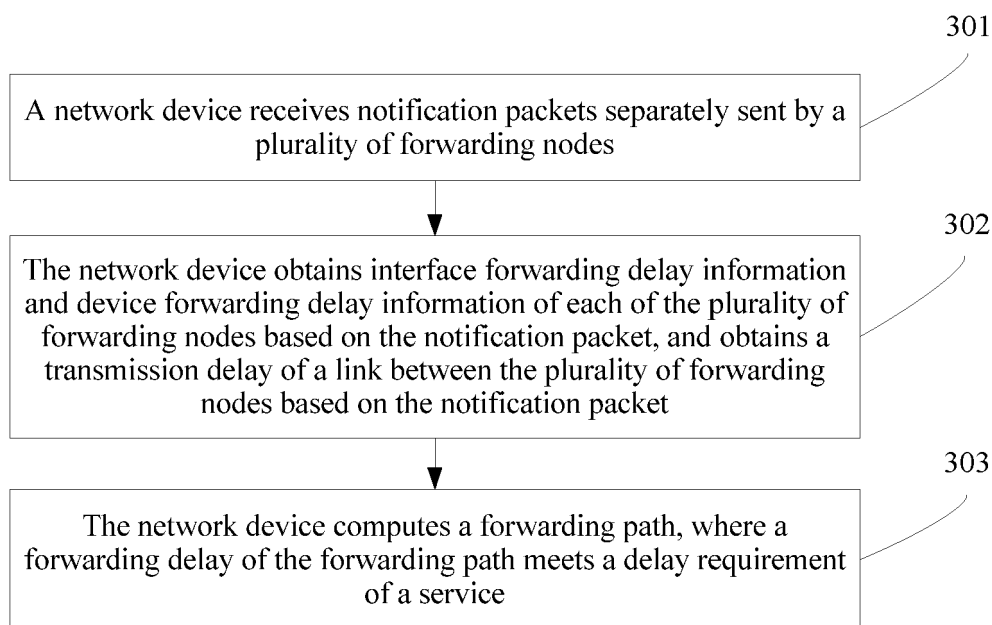 301
A network device receives notification packets separately sent by a
plurality of forwarding nodes
302
The network device obtains interface forwarding delay information
and device forwarding delay information of each of the plurality of
forwarding nodes based on the notification packet, and obtains a
transmission delay of a link between the plurality of forwarding
nodes based on the notification packet
303
The network device computes a forwarding path, where a
forwarding delay of the forwarding path meets a delay requirement
of a service